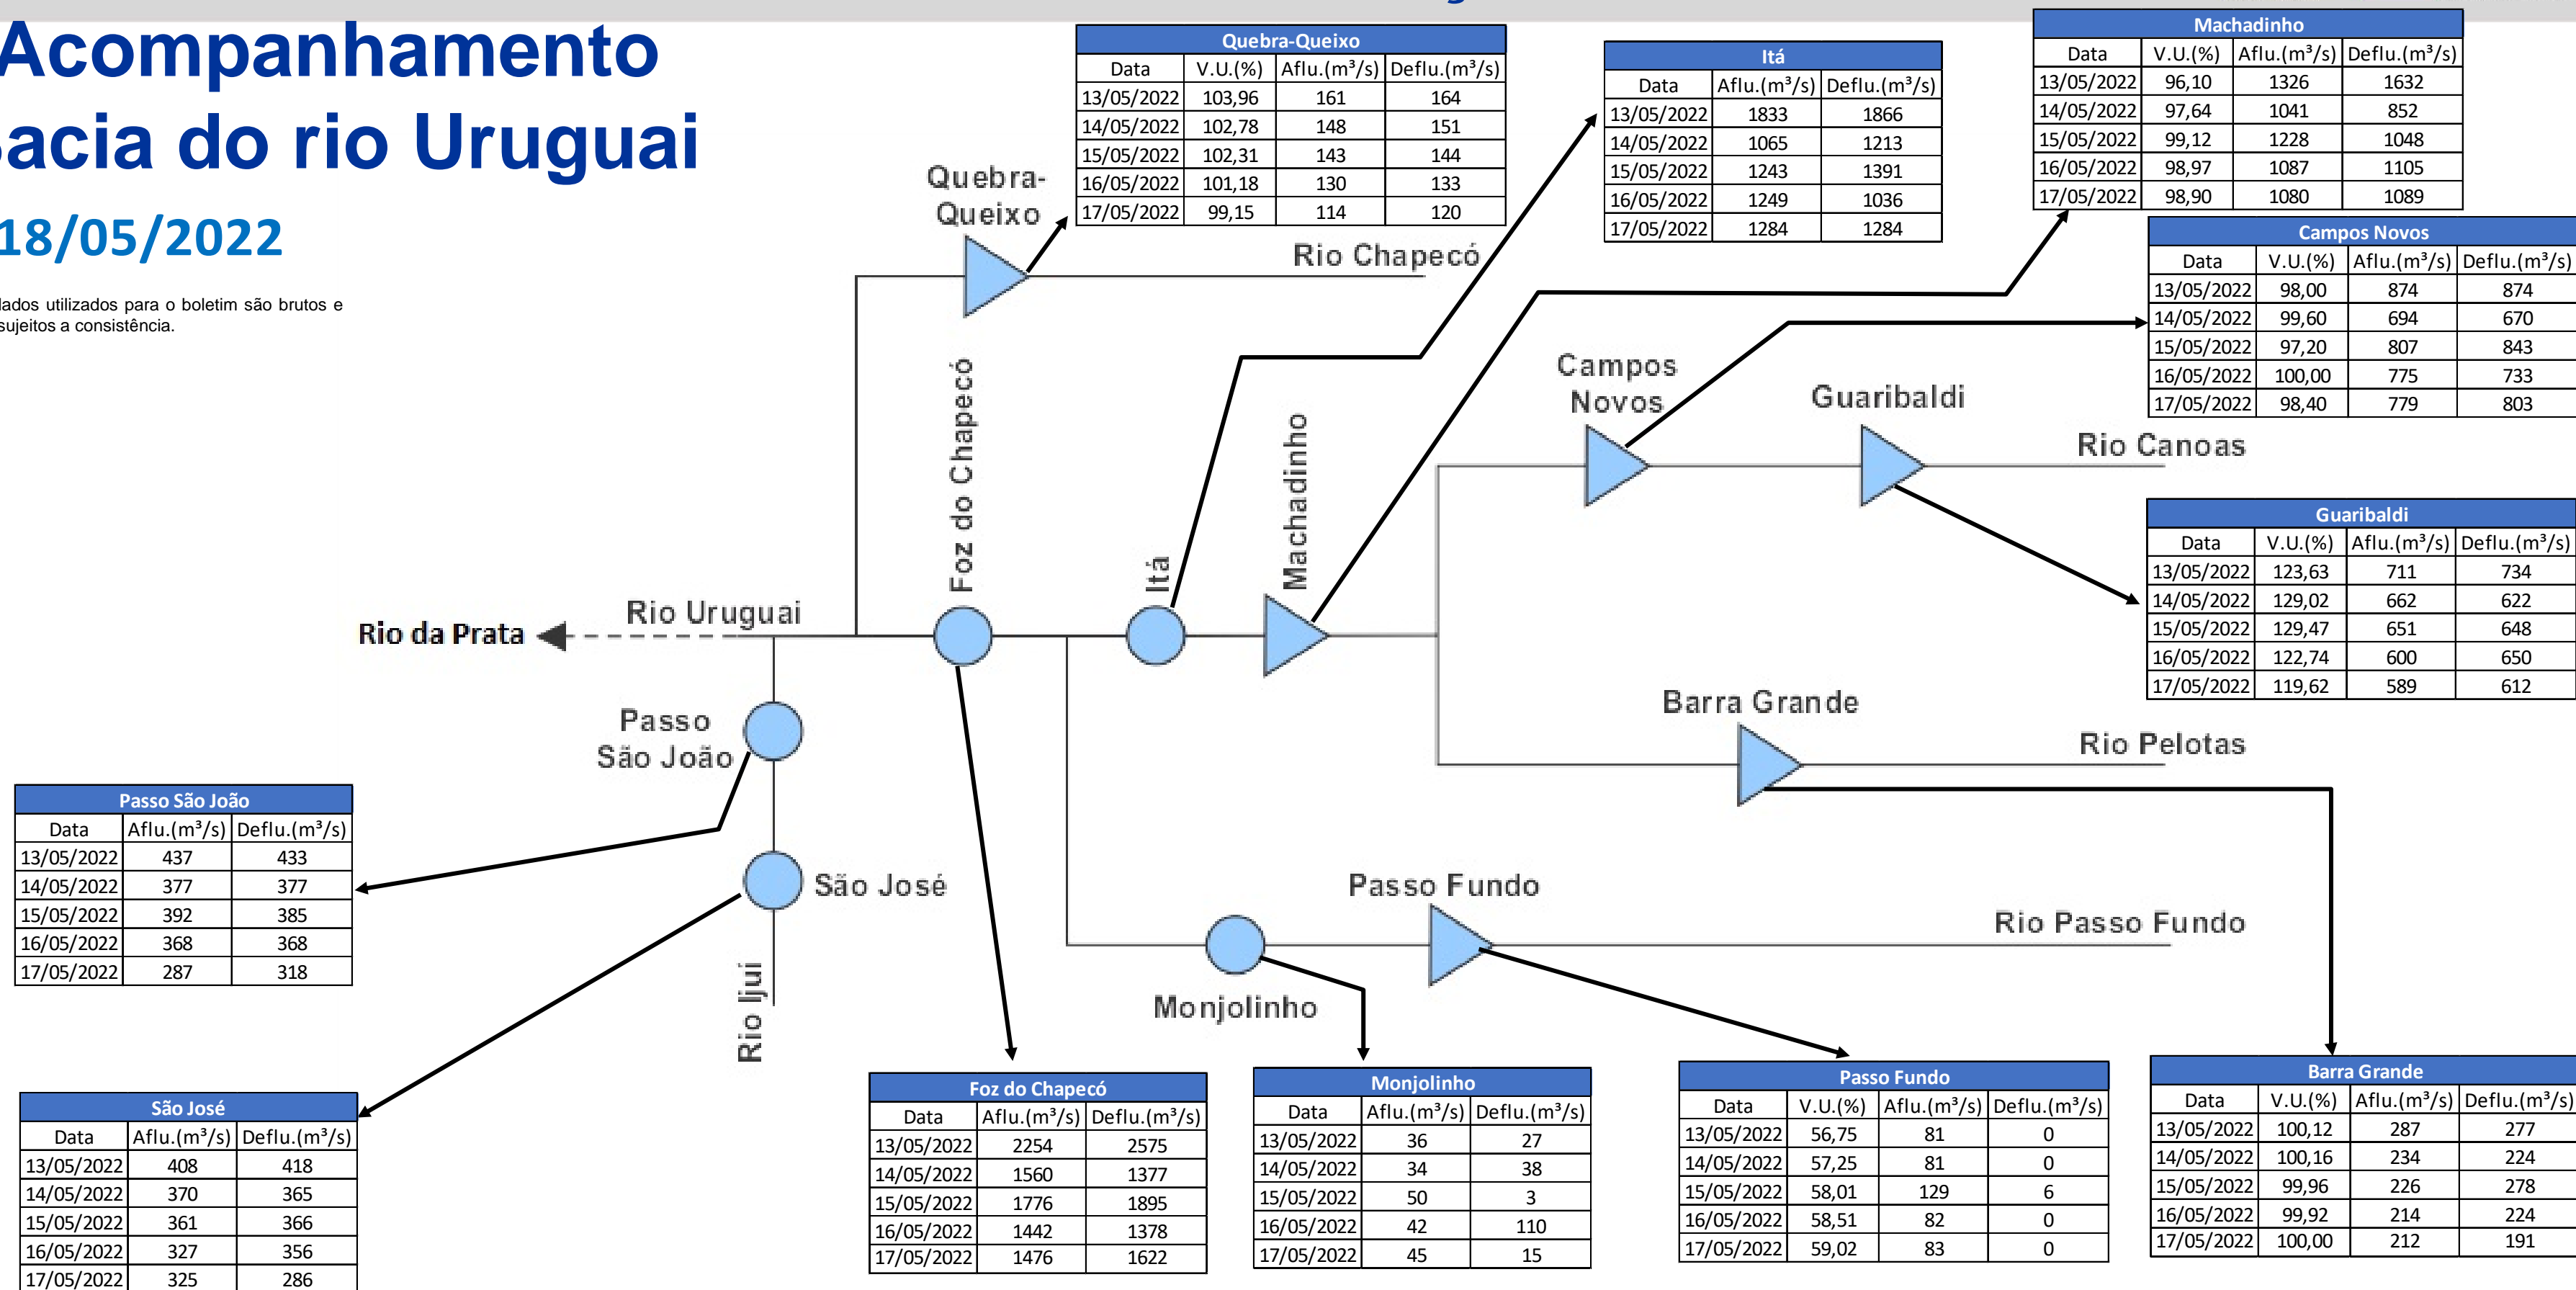 Acompanhamento
acia do rio Uruguai
18/05/2022
dados utilizados para o boletim são brutos e
sujeitos a consistência.
Quebra-Queixo
Data V.U.(%) Aflu.(m³/s) Deflu.(m³/s)
13/05/2022 103,96 161 164
14/05/2022 102,78 148 151
15/05/2022 102,31 143 144
16/05/2022 101,18 130 133
17/05/2022 99,15 114 120
Itá
Data Aflu.(m³/s) Deflu.(m³/s)
13/05/2022 1833 1866
14/05/2022 1065 1213
15/05/2022 1243 1391
16/05/2022 1249 1036
17/05/2022 1284 1284
Machadinho
Data V.U.(%) Aflu.(m³/s) Deflu.(m³/s)
13/05/2022 96,10 1326 1632
14/05/2022 97,64 1041 852
15/05/2022 99,12 1228 1048
16/05/2022 98,97 1087 1105
17/05/2022 98,90 1080 1089
Campos Novos
Data V.U.(%) Aflu.(m³/s) Deflu.(m³/s)
13/05/2022 98,00 874 874
14/05/2022 99,60 694 670
15/05/2022 97,20 807 843
16/05/2022 100,00 775 733
17/05/2022 98,40 779 803
Quebra-
Queixo
Rio Chapecó
Foz do Chapecó
Itá
Machadinho
Campos
Novos
Guaribaldi
Rio Canoas
Guaribaldi
Data V.U.(%) Aflu.(m³/s) Deflu.(m³/s)
13/05/2022 123,63 711 734
14/05/2022 129,02 662 622
15/05/2022 129,47 651 648
16/05/2022 122,74 600 650
17/05/2022 119,62 589 612
Rio da Prata
Rio Uruguai
Passo
São João
Barra Grande
Rio Pelotas
São José
Rio Ijuí
Passo Fundo
Rio Passo Fundo
Monjolinho
Passo São João
Data Aflu.(m³/s) Deflu.(m³/s)
13/05/2022 437 433
14/05/2022 377 377
15/05/2022 392 385
16/05/2022 368 368
17/05/2022 287 318
São José
Data Aflu.(m³/s) Deflu.(m³/s)
13/05/2022 408 418
14/05/2022 370 365
15/05/2022 361 366
16/05/2022 327 356
17/05/2022 325 286
Foz do Chapecó
Data Aflu.(m³/s) Deflu.(m³/s)
13/05/2022 2254 2575
14/05/2022 1560 1377
15/05/2022 1776 1895
16/05/2022 1442 1378
17/05/2022 1476 1622
Monjolinho
Data Aflu.(m³/s) Deflu.(m³/s)
13/05/2022 36 27
14/05/2022 34 38
15/05/2022 50 3
16/05/2022 42 110
17/05/2022 45 15
Passo Fundo
Data V.U.(%) Aflu.(m³/s) Deflu.(m³/s)
13/05/2022 56,75 81 0
14/05/2022 57,25 81 0
15/05/2022 58,01 129 6
16/05/2022 58,51 82 0
17/05/2022 59,02 83 0
Barra Grande
Data V.U.(%) Aflu.(m³/s) Deflu.(m³/s)
13/05/2022 100,12 287 277
14/05/2022 100,16 234 224
15/05/2022 99,96 226 278
16/05/2022 99,92 214 224
17/05/2022 100,00 212 191